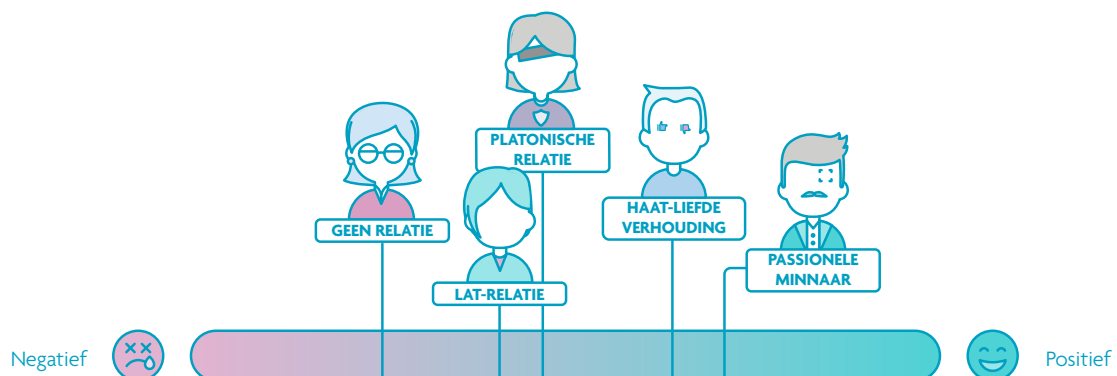 PLATONISCHE
RELATIE
GEEN RELATIE
HAAT-LIEFDE
VERHOUDING
PASSIONELE
MINNAAR
LAT-RELATIE
Negatief
Positief